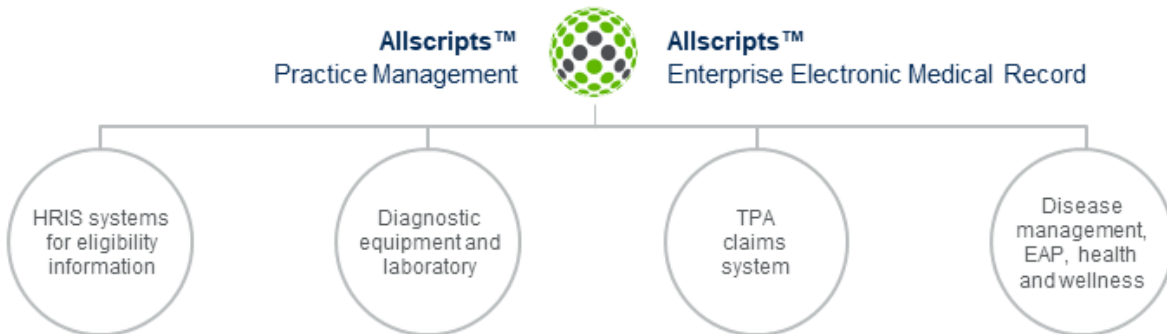 Allscripts™
Practice Management
Allscripts™
Enterprise Electronic Medical Record
HRIS systems
for eligibility
information
Diagnostic
equipment and
laboratory
TPA
claims
system
Disease
management,
EAP, health
and wellness